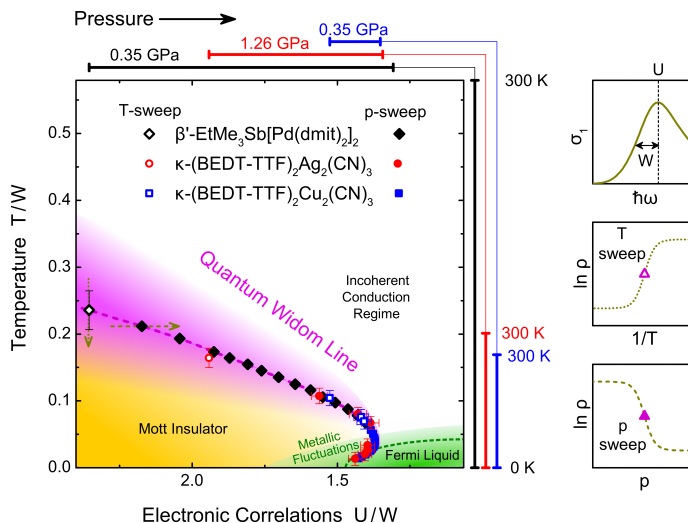 Pressure
0.35 GPa
1.26 GPa
0.35 GPa
300 K
300 K
300 K
0 K
Temperature T/W
0.5
0.4
0.3
0.2
0.1
0.0
T-sweep
p-sweep
β'-EtMe₃Sb[Pd(dmit)₂]₂
κ-(BEDT-TTF)₂Ag₂(CN)₃
κ-(BEDT-TTF)₂Cu₂(CN)₃
Quantum Widom Line
Incoherent
Conduction
Regime
Mott Insulator
Metallic
Fluctuations
Fermi Liquid
2.0
1.5
Electronic Correlations U/W
U
σ₁
W
ħω
ln ρ
T
sweep
1/T
ln ρ
p
sweep
p